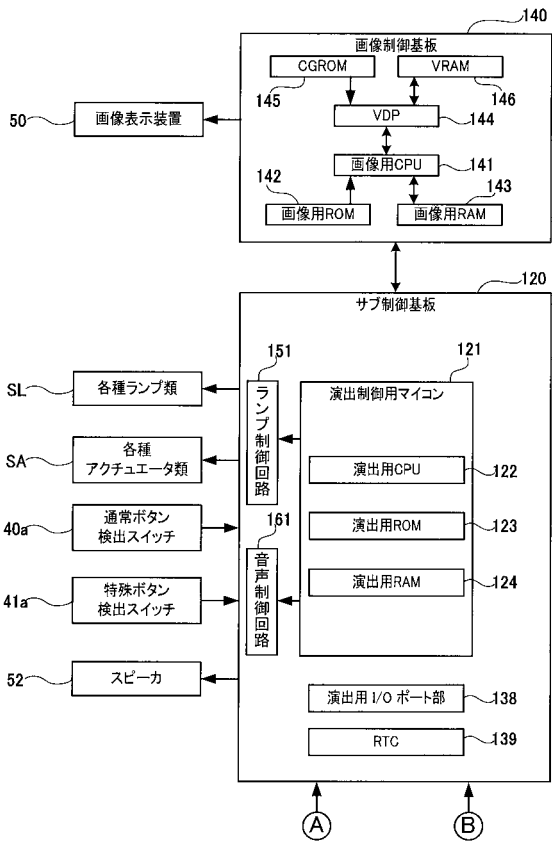 140
画像制御基板
CGROM
VRAM
145
146
50
画像表示装置
VDP
144
画像用CPU
141
142
143
画像用ROM
画像用RAM
120
サブ制御基板
151
121
SL
各種ランプ類
ランプ制御回路
演出制御用マイコン
SA
各種
アクチュエータ類
演出用CPU
122
40a
通常ボタン
検出スイッチ
161
演出用ROM
123
41a
特殊ボタン
検出スイッチ
音声制御回路
演出用RAM
124
52
スピーカ
演出用I/Oポート部
138
RTC
139
A
B